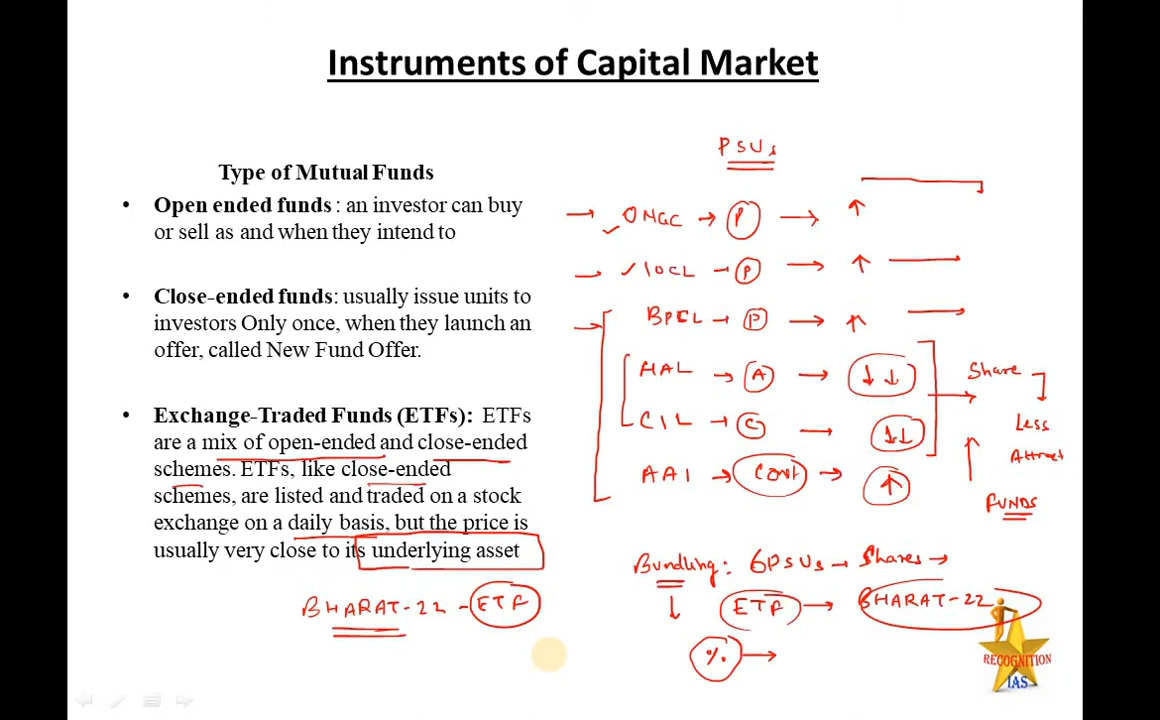 Instruments of Capital Market
Type of Mutual Funds
• Open ended funds : an investor can buy
or sell as and when they intend to
• Close-ended funds: usually issue units to
investors Only once, when they launch an
offer, called New Fund Offer.
• Exchange-Traded Funds (ETFs): ETFs
are a mix of open-ended and close-ended
schemes. ETFs, like close-ended
schemes, are listed and traded on a stock
exchange on a daily basis, but the price is
usually very close to its underlying asset
BHARAT-22 - ETF
PSUs
→ ONGC → P → ↑
→ IOCL → P → ↑
→ BPCL → P → ↑
HAL → A → ↓↓
CIL → C → ↓↓
AAI → Const → ↑
Share
Less
Attract
FUNDS
Bundling: 6PSUs → Shares →
↓ ETF → BHARAT-22
% →
RECOGNITION
IAS